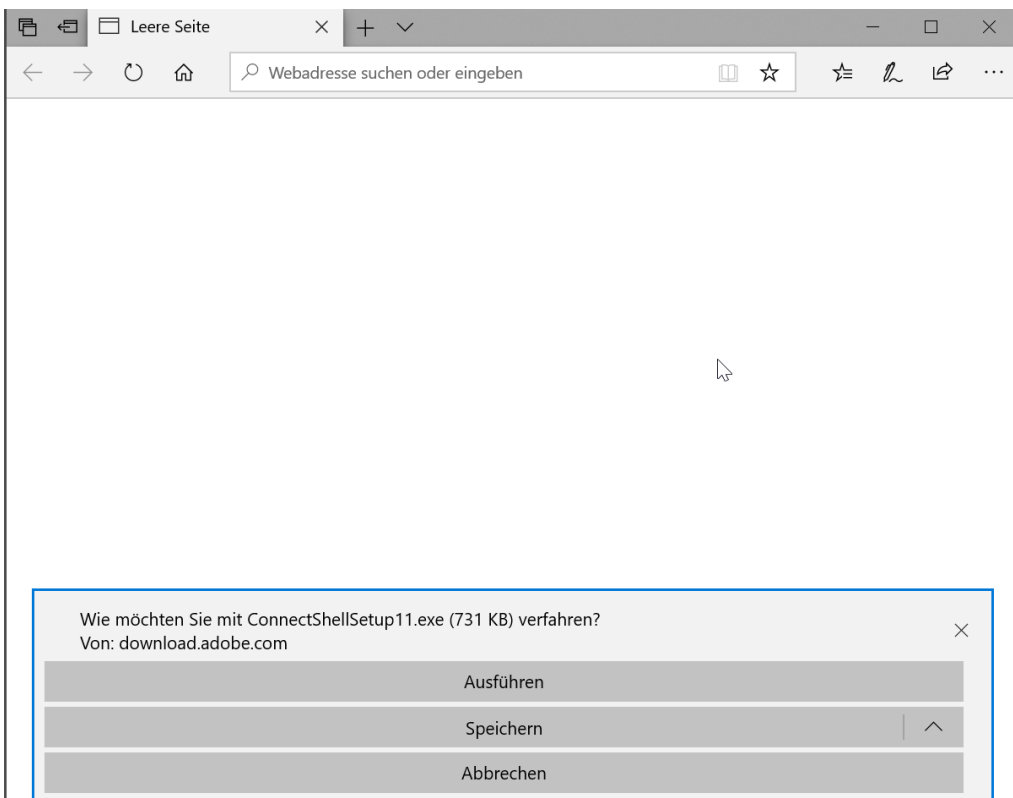 Leere Seite
Webadresse suchen oder eingeben
Wie möchten Sie mit ConnectShellSetup11.exe (731 KB) verfahren?
Von: download.adobe.com
Ausführen
Speichern
Abbrechen